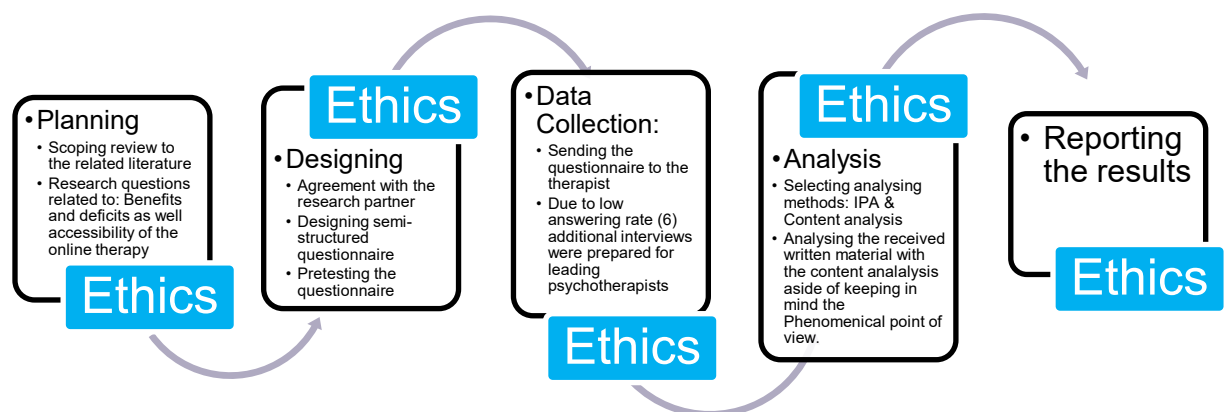 •Planning
• Scoping review to
the related literature
• Research questions
related to: Benefits
and deficits as well
accessibility of the
online therapy
Ethics
Ethics
•Designing
• Agreement with the
research partner
• Designing semi-
structured
questionnaire
• Pretesting the
questionnaire
•Data
Collection:
• Sending the
questionnaire to the
therapist
• Due to low
answering rate (6)
additional interviews
were prepared for
leading
psychotherapists
Ethics
Ethics
•Analysis
• Selecting analysing
methods: IPA &
Content analysis
• Analysing the received
written material with
the content analalysis
aside of keeping in
mind the
Phenomenical point of
view.
• Reporting
the results
Ethics